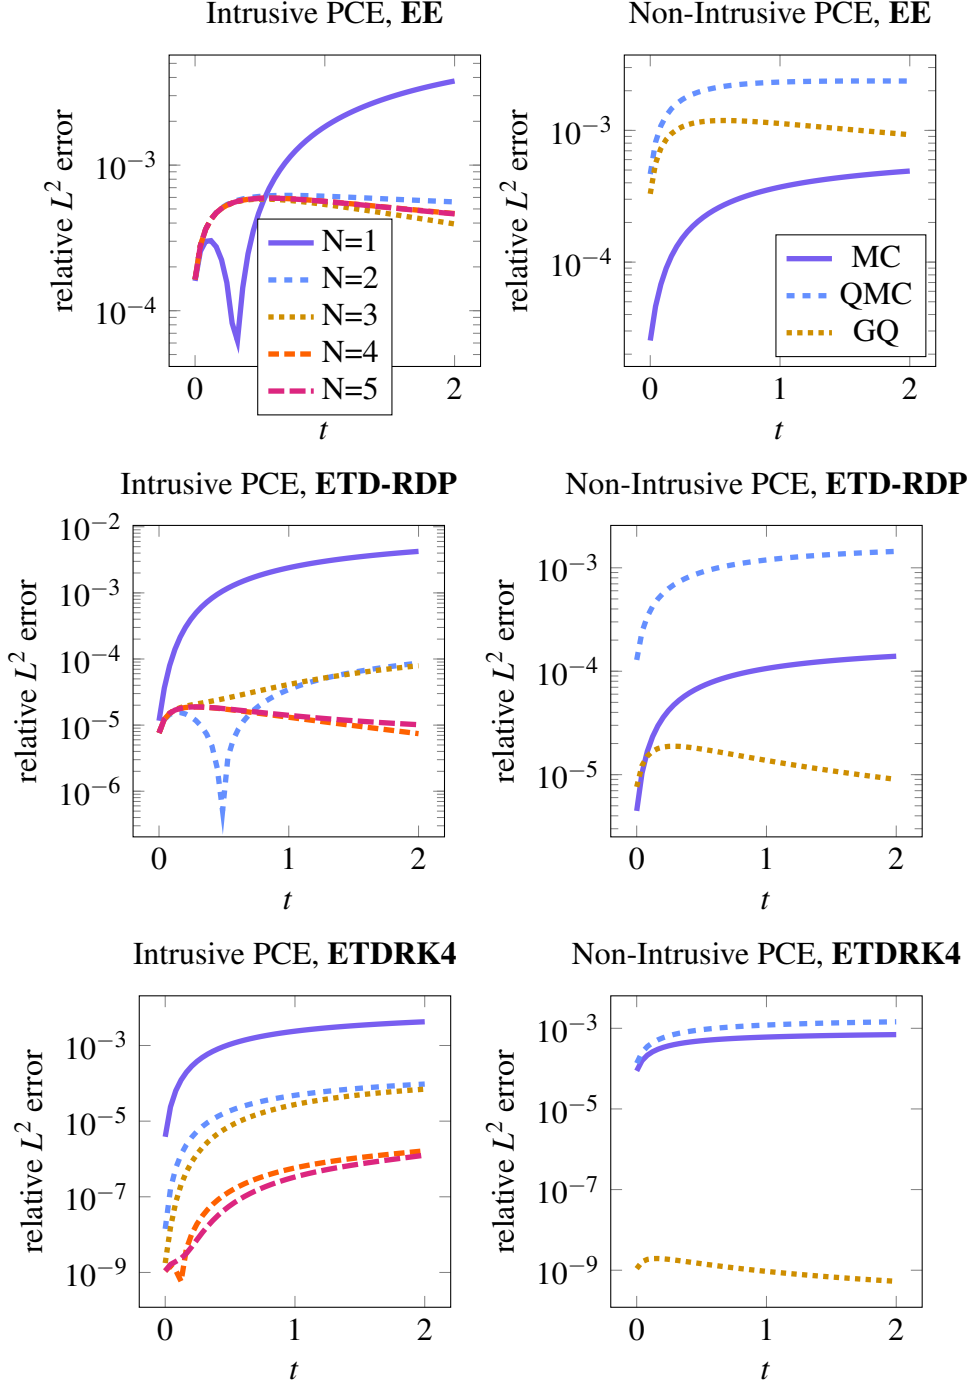 Intrusive PCE, EE
Non-Intrusive PCE, EE
relative L² error
10⁻³
10⁻⁴
N=1
N=2
N=3
N=4
N=5
0
2
t
relative L² error
10⁻³
10⁻⁴
MC
QMC
GQ
0
1
2
t
Intrusive PCE, ETD-RDP
Non-Intrusive PCE, ETD-RDP
relative L² error
10⁻²
10⁻³
10⁻⁴
10⁻⁵
10⁻⁶
0
1
2
t
relative L² error
10⁻³
10⁻⁴
10⁻⁵
0
1
2
t
Intrusive PCE, ETDRK4
Non-Intrusive PCE, ETDRK4
relative L² error
10⁻³
10⁻⁵
10⁻⁷
10⁻⁹
0
1
2
t
relative L² error
10⁻³
10⁻⁵
10⁻⁷
10⁻⁹
0
1
2
t